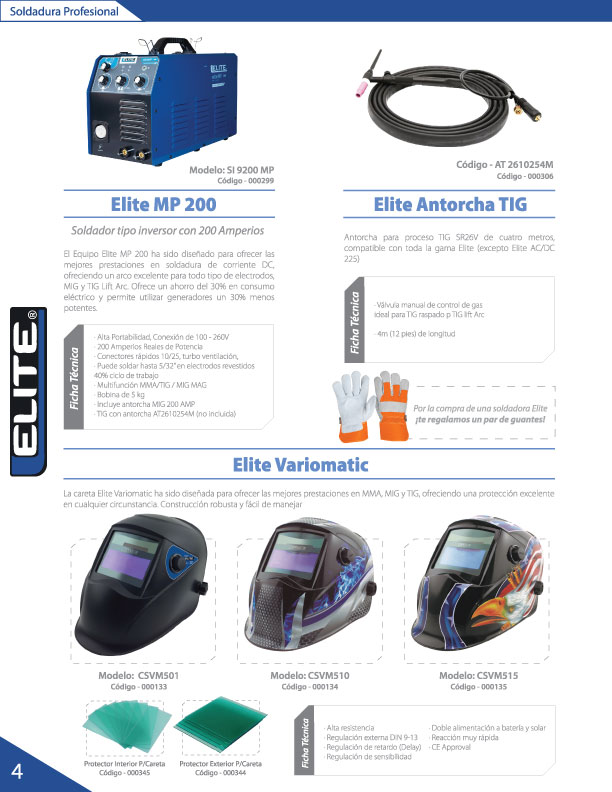 Soldadura Profesional
ELITE
Modelo: SI 9200 MP
Código - 000299
Elite MP 200
Soldador tipo inversor con 200 Amperios
El Equipo Elite MP 200 ha sido diseñado para ofrecer las
mejores prestaciones en soldadura de corriente DC,
ofreciendo un arco excelente para todo tipo de electrodos,
MIG y TIG Lift Arc. Ofrece un ahorro del 30% en consumo
eléctrico y permite utilizar generadores un 30% menos
potentes.
Ficha Técnica
· Alta Portabilidad, Conexión de 100 - 260V
· 200 Amperios Reales de Potencia
· Conectores rápidos 10/25, turbo ventilación,
· Puede soldar hasta 5/32" en electrodos revestidos
40% ciclo de trabajo
· Multifunción MMA/TIG / MIG MAG
· Bobina de 5 kg
· Incluye antorcha MIG 200 AMP
· TIG con antorcha AT2610254M (no incluida)
Código - AT 2610254M
Código - 000306
Elite Antorcha TIG
Antorcha para proceso TIG SR26V de cuatro metros,
compatible con toda la gama Elite (excepto Elite AC/DC
225)
Ficha Técnica
· Válvula manual de control de gas
ideal para TIG raspado p TIG lift Arc
· 4m (12 pies) de longitud
Por la compra de una soldadora Elite
¡te regalamos un par de guantes!
ELITE®
Elite Variomatic
La careta Elite Variomatic ha sido diseñada para ofrecer las mejores prestaciones en MMA, MIG y TIG, ofreciendo una protección excelente
en cualquier circunstancia. Construcción robusta y fácil de manejar
Modelo: CSVM501
Código - 000133
Modelo: CSVM510
Código - 000134
Modelo: CSVM515
Código - 000135
Protector Interior P/Careta
Código - 000345
Protector Exterior P/Careta
Código - 000344
Ficha Técnica
· Alta resistencia
· Regulación externa DIN 9-13
· Regulación de retardo (Delay)
· Regulación de sensibilidad
· Doble alimentación a batería y solar
· Reacción muy rápida
· CE Approval
4